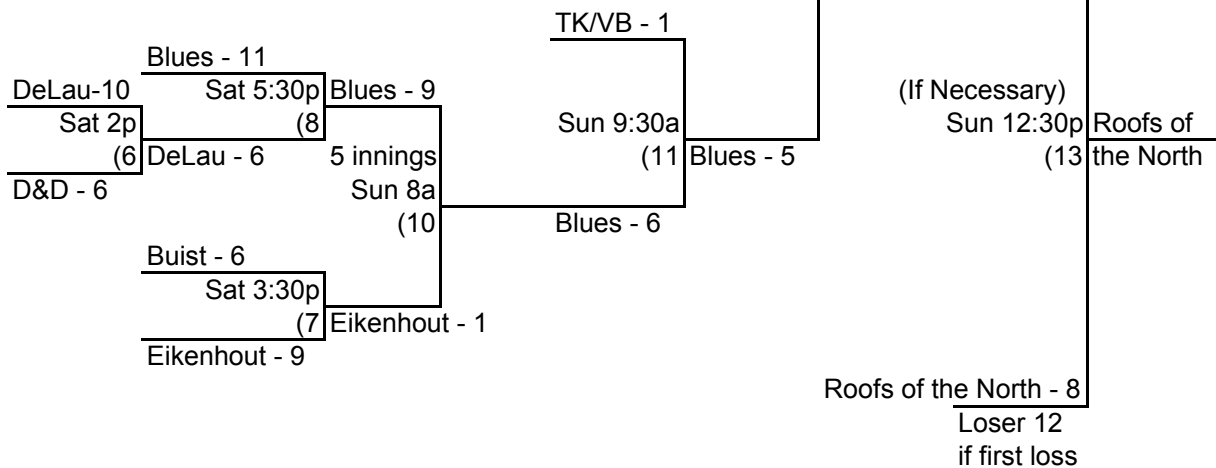 TK/VB - 1
Blues - 11
DeLau-10
Sat 5:30p
Blues - 9
(If Necessary)
Sat 2p
(8
Sun 9:30a
Sun 12:30p
Roofs of
(6
DeLau - 6
5 innings
(11
Blues - 5
(13
the North
D&D - 6
Sun 8a
(10
Blues - 6
Buist - 6
Sat 3:30p
(7
Eikenhout - 1
Eikenhout - 9
Roofs of the North - 8
Loser 12
if first loss